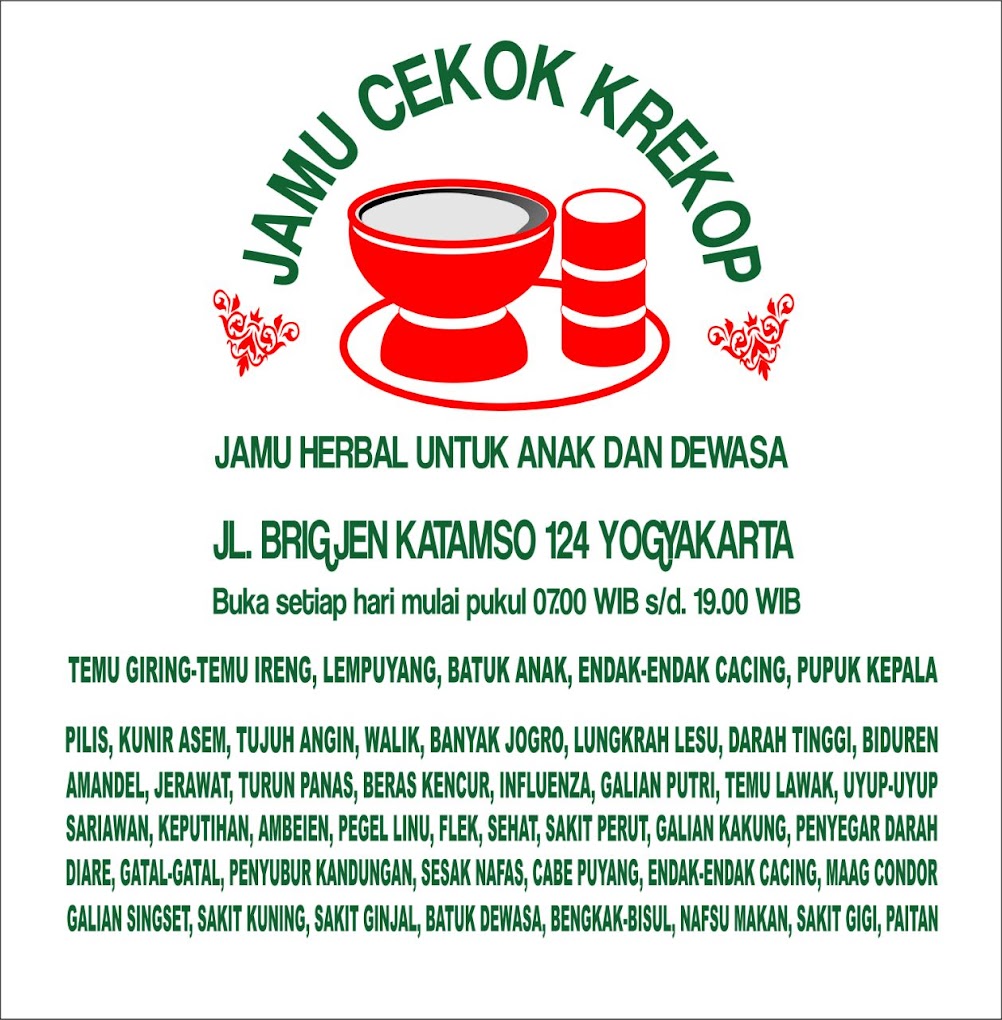 JAMU CEKOK KREKOP
JAMU HERBAL UNTUK ANAK DAN DEWASA
JL. BRIGJEN KATAMSO 124 YOGYAKARTA
Buka setiap hari mulai pukul 07.00 WIB s/d. 19.00 WIB
TEMU GIRING-TEMU IRENG, LEMPUYANG, BATUK ANAK, ENDAK-ENDAK CACING, PUPUK KEPALA
PILIS, KUNIR ASEM, TUJUH ANGIN, WALIK, BANYAK JOGRO, LUNGKRAH LESU, DARAH TINGGI, BIDUREN
AMANDEL, JERAWAT, TURUN PANAS, BERAS KENCUR, INFLUENZA, GALIAN PUTRI, TEMU LAWAK, UYUP-UYUP
SARIAWAN, KEPUTIHAN, AMBEIEN, PEGEL LINU, FLEK, SEHAT, SAKIT PERUT, GALIAN KAKUNG, PENYEGAR DARAH
DIARE, GATAL-GATAL, PENYUBUR KANDUNGAN, SESAK NAFAS, CABE PUYANG, ENDAK-ENDAK CACING, MAAG CONDOR
GALIAN SINGSET, SAKIT KUNING, SAKIT GINJAL, BATUK DEWASA, BENGKAK-BISUL, NAFSU MAKAN, SAKIT GIGI, PAITAN